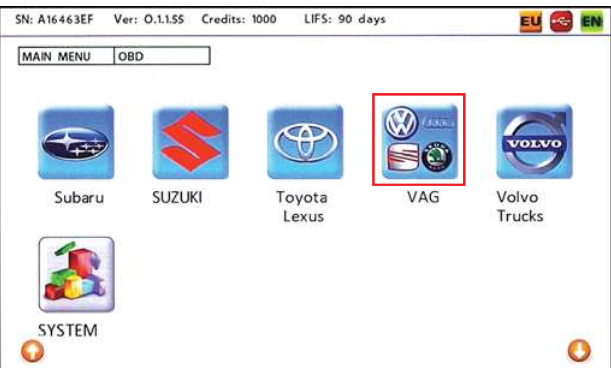 SN: A16463EF Ver: O.1.1.55 Credits: 1000 LIFS: 90 days EU EN
MAIN MENU OBD
VOLVO
Subaru SUZUKI Toyota Lexus VAG Volvo Trucks
SYSTEM